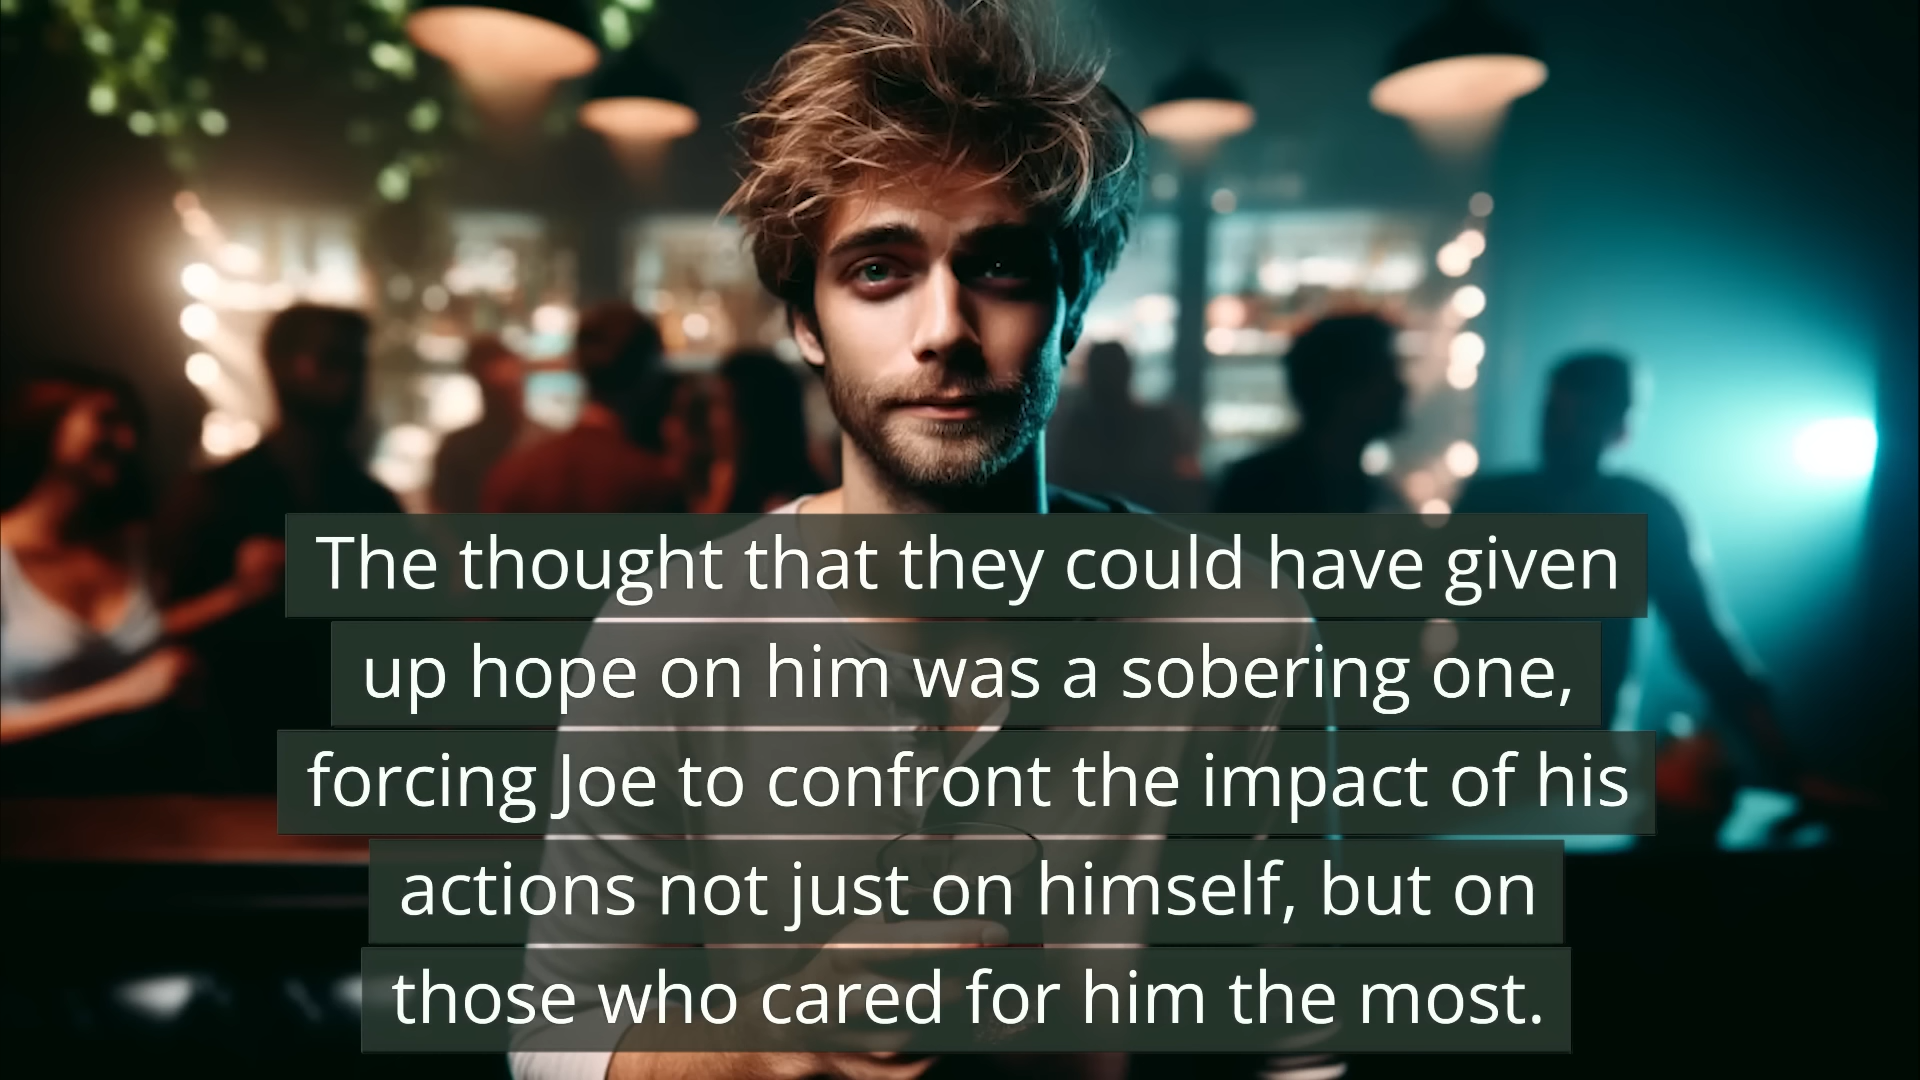 The thought that they could have given
up hope on him was a sobering one,
forcing Joe to confront the impact of his
actions not just on himself, but on
those who cared for him the most.